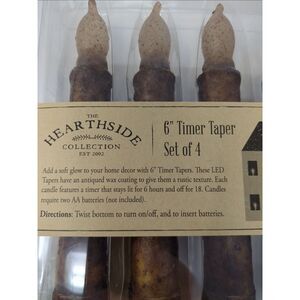 THE
HEARTHSIDE
COLLECTION
EST 2002
6" Timer Taper
Set of 4
Add a soft glow to your home decor with 6" Timer Tapers. These LED
Tapers have an antiqued wax coating to give them a rustic texture. Each
candle features a timer that stays lit for 6 hours and off for 18. Candles
require two AA batteries (not included).
Directions: Twist bottom to turn on/off, and to insert batteries.